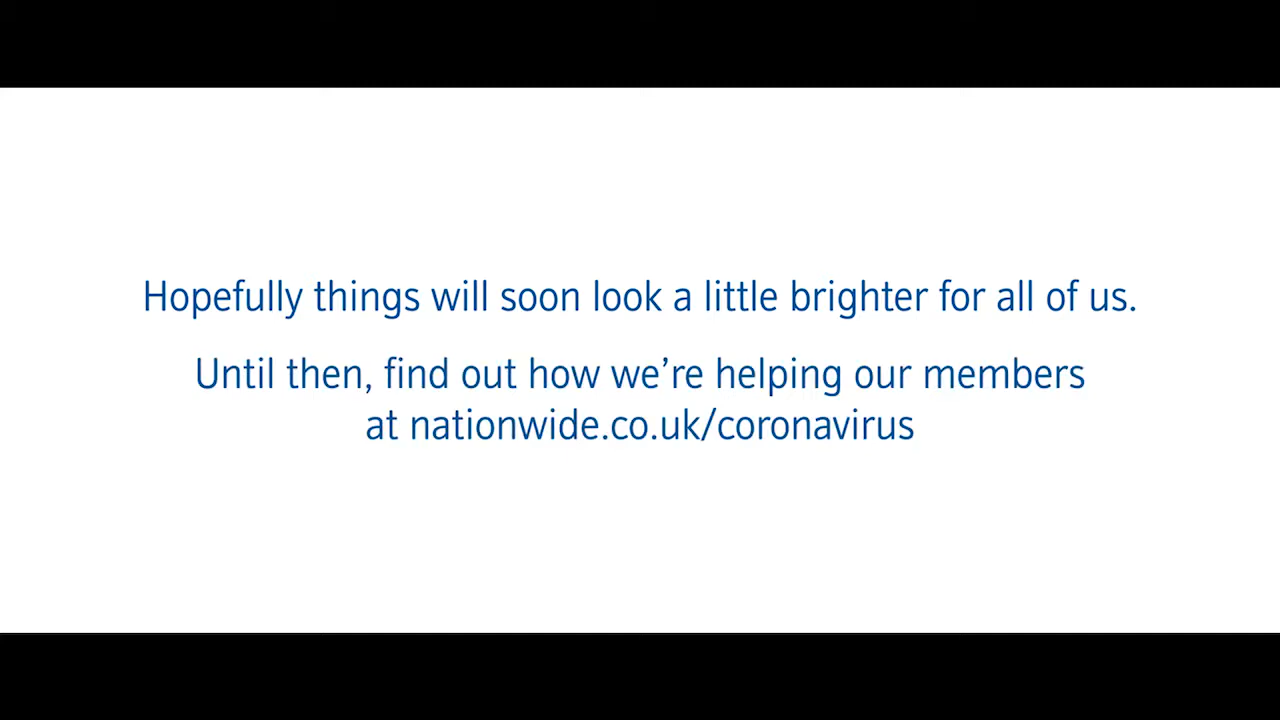 Hopefully things will soon look a little brighter for all of us.
Until then, find out how we’re helping our members
at nationwide.co.uk/coronavirus